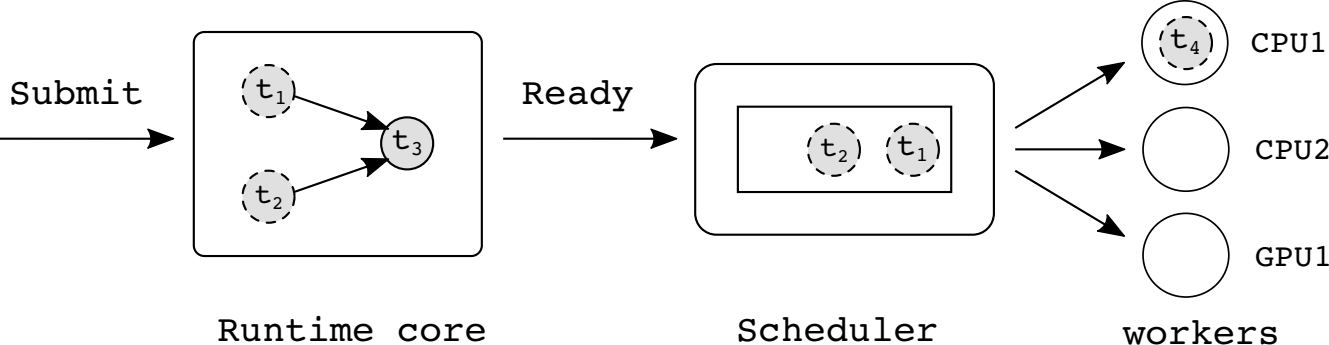 Submit
t1
t2
t3
Runtime core
Ready
t2 t1
Scheduler
t4
CPU1
CPU2
GPU1
workers